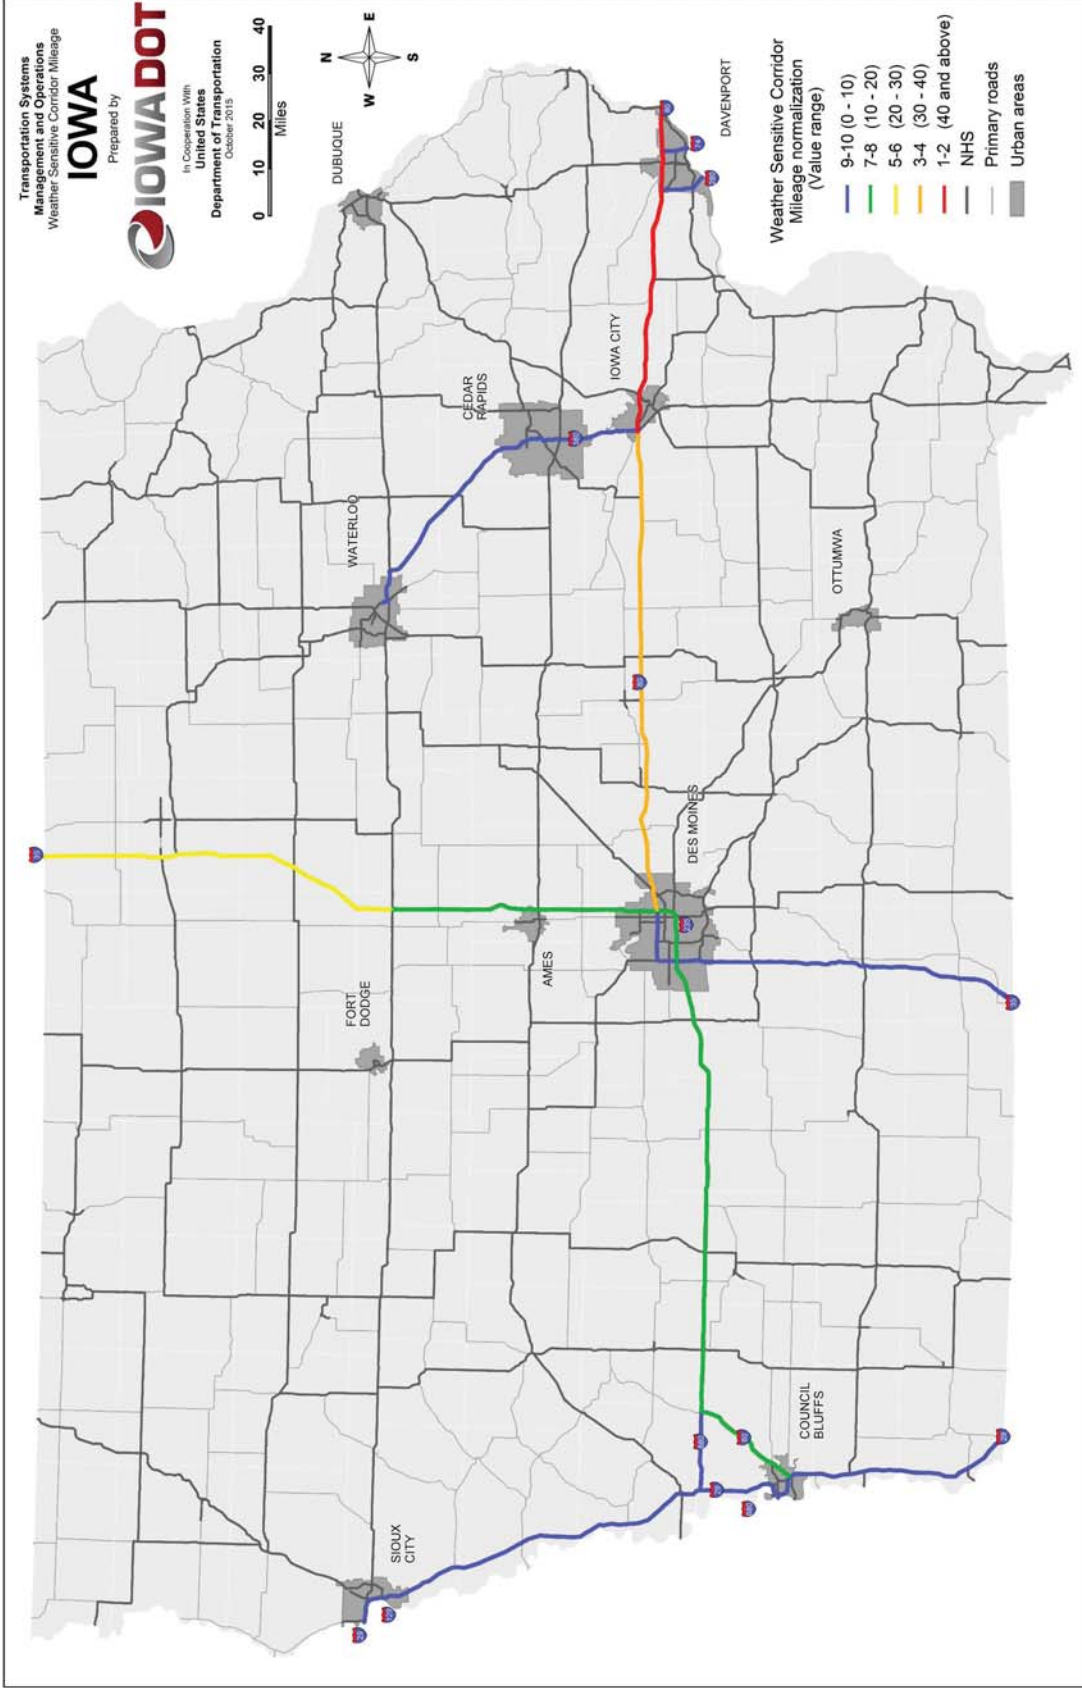 Transportation Systems
Management and Operations
Weather Sensitive Corridor Mileage
IOWA
Prepared by
IOWADOT
In Cooperation With
United States
Department of Transportation
October 2015
0 10 20 30 40
Miles
N
W E
S
DUBUQUE
DAVENPORT
CEDAR
RAPIDS
IOWA CITY
WATERLOO
OTTUMWA
DES MOINES
AMES
FORT
DODGE
COUNCIL
BLUFFS
SIOUX
CITY
Weather Sensitive Corridor
Mileage normalization
(Value range)
9-10 (0 - 10)
7-8 (10 - 20)
5-6 (20 - 30)
3-4 (30 - 40)
1-2 (40 and above)
NHS
Primary roads
Urban areas